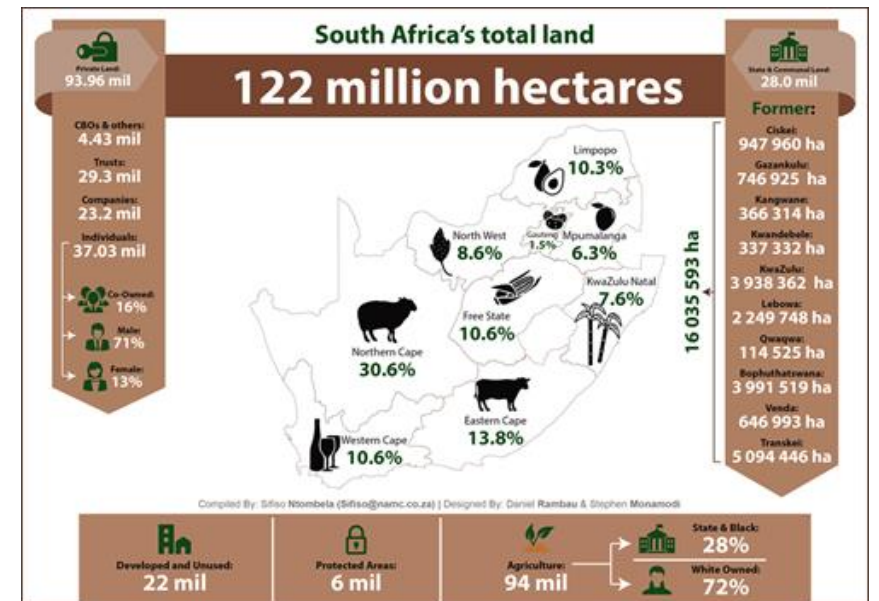 South Africa's total land
122 million hectares
Private Land:
93.96 mil
CBOs & others:
4.43 mil
Trusts:
29.3 mil
Companies:
23.2 mil
Individuals:
37.03 mil
Co-Owned:
16%
Male:
71%
Female:
13%
Limpopo
10.3%
North West
8.6%
Gauteng
1.5%
Mpumalanga
6.3%
KwaZulu Natal
7.6%
Free State
10.6%
Northern Cape
30.6%
Eastern Cape
13.8%
Western Cape
10.6%
16 035 593 ha
State & Communal Land:
28.0 mil
Former:
Ciskei:
947 960 ha
Gazankulu:
746 925 ha
Kangwane:
366 314 ha
Kwandebele:
337 332 ha
KwaZulu:
3 938 362 ha
Lebowa:
2 249 748 ha
Qwaqwa:
114 525 ha
Bophuthatswana:
3 991 519 ha
Venda:
646 993 ha
Transkei:
5 094 446 ha
Compiled By: Sifiso Ntombela (Sifiso@namc.co.za) | Designed By: Daniel Rambau & Stephen Monamodi
Developed and Unused:
22 mil
Protected Areas:
6 mil
Agriculture:
94 mil
State & Black:
28%
White Owned:
72%